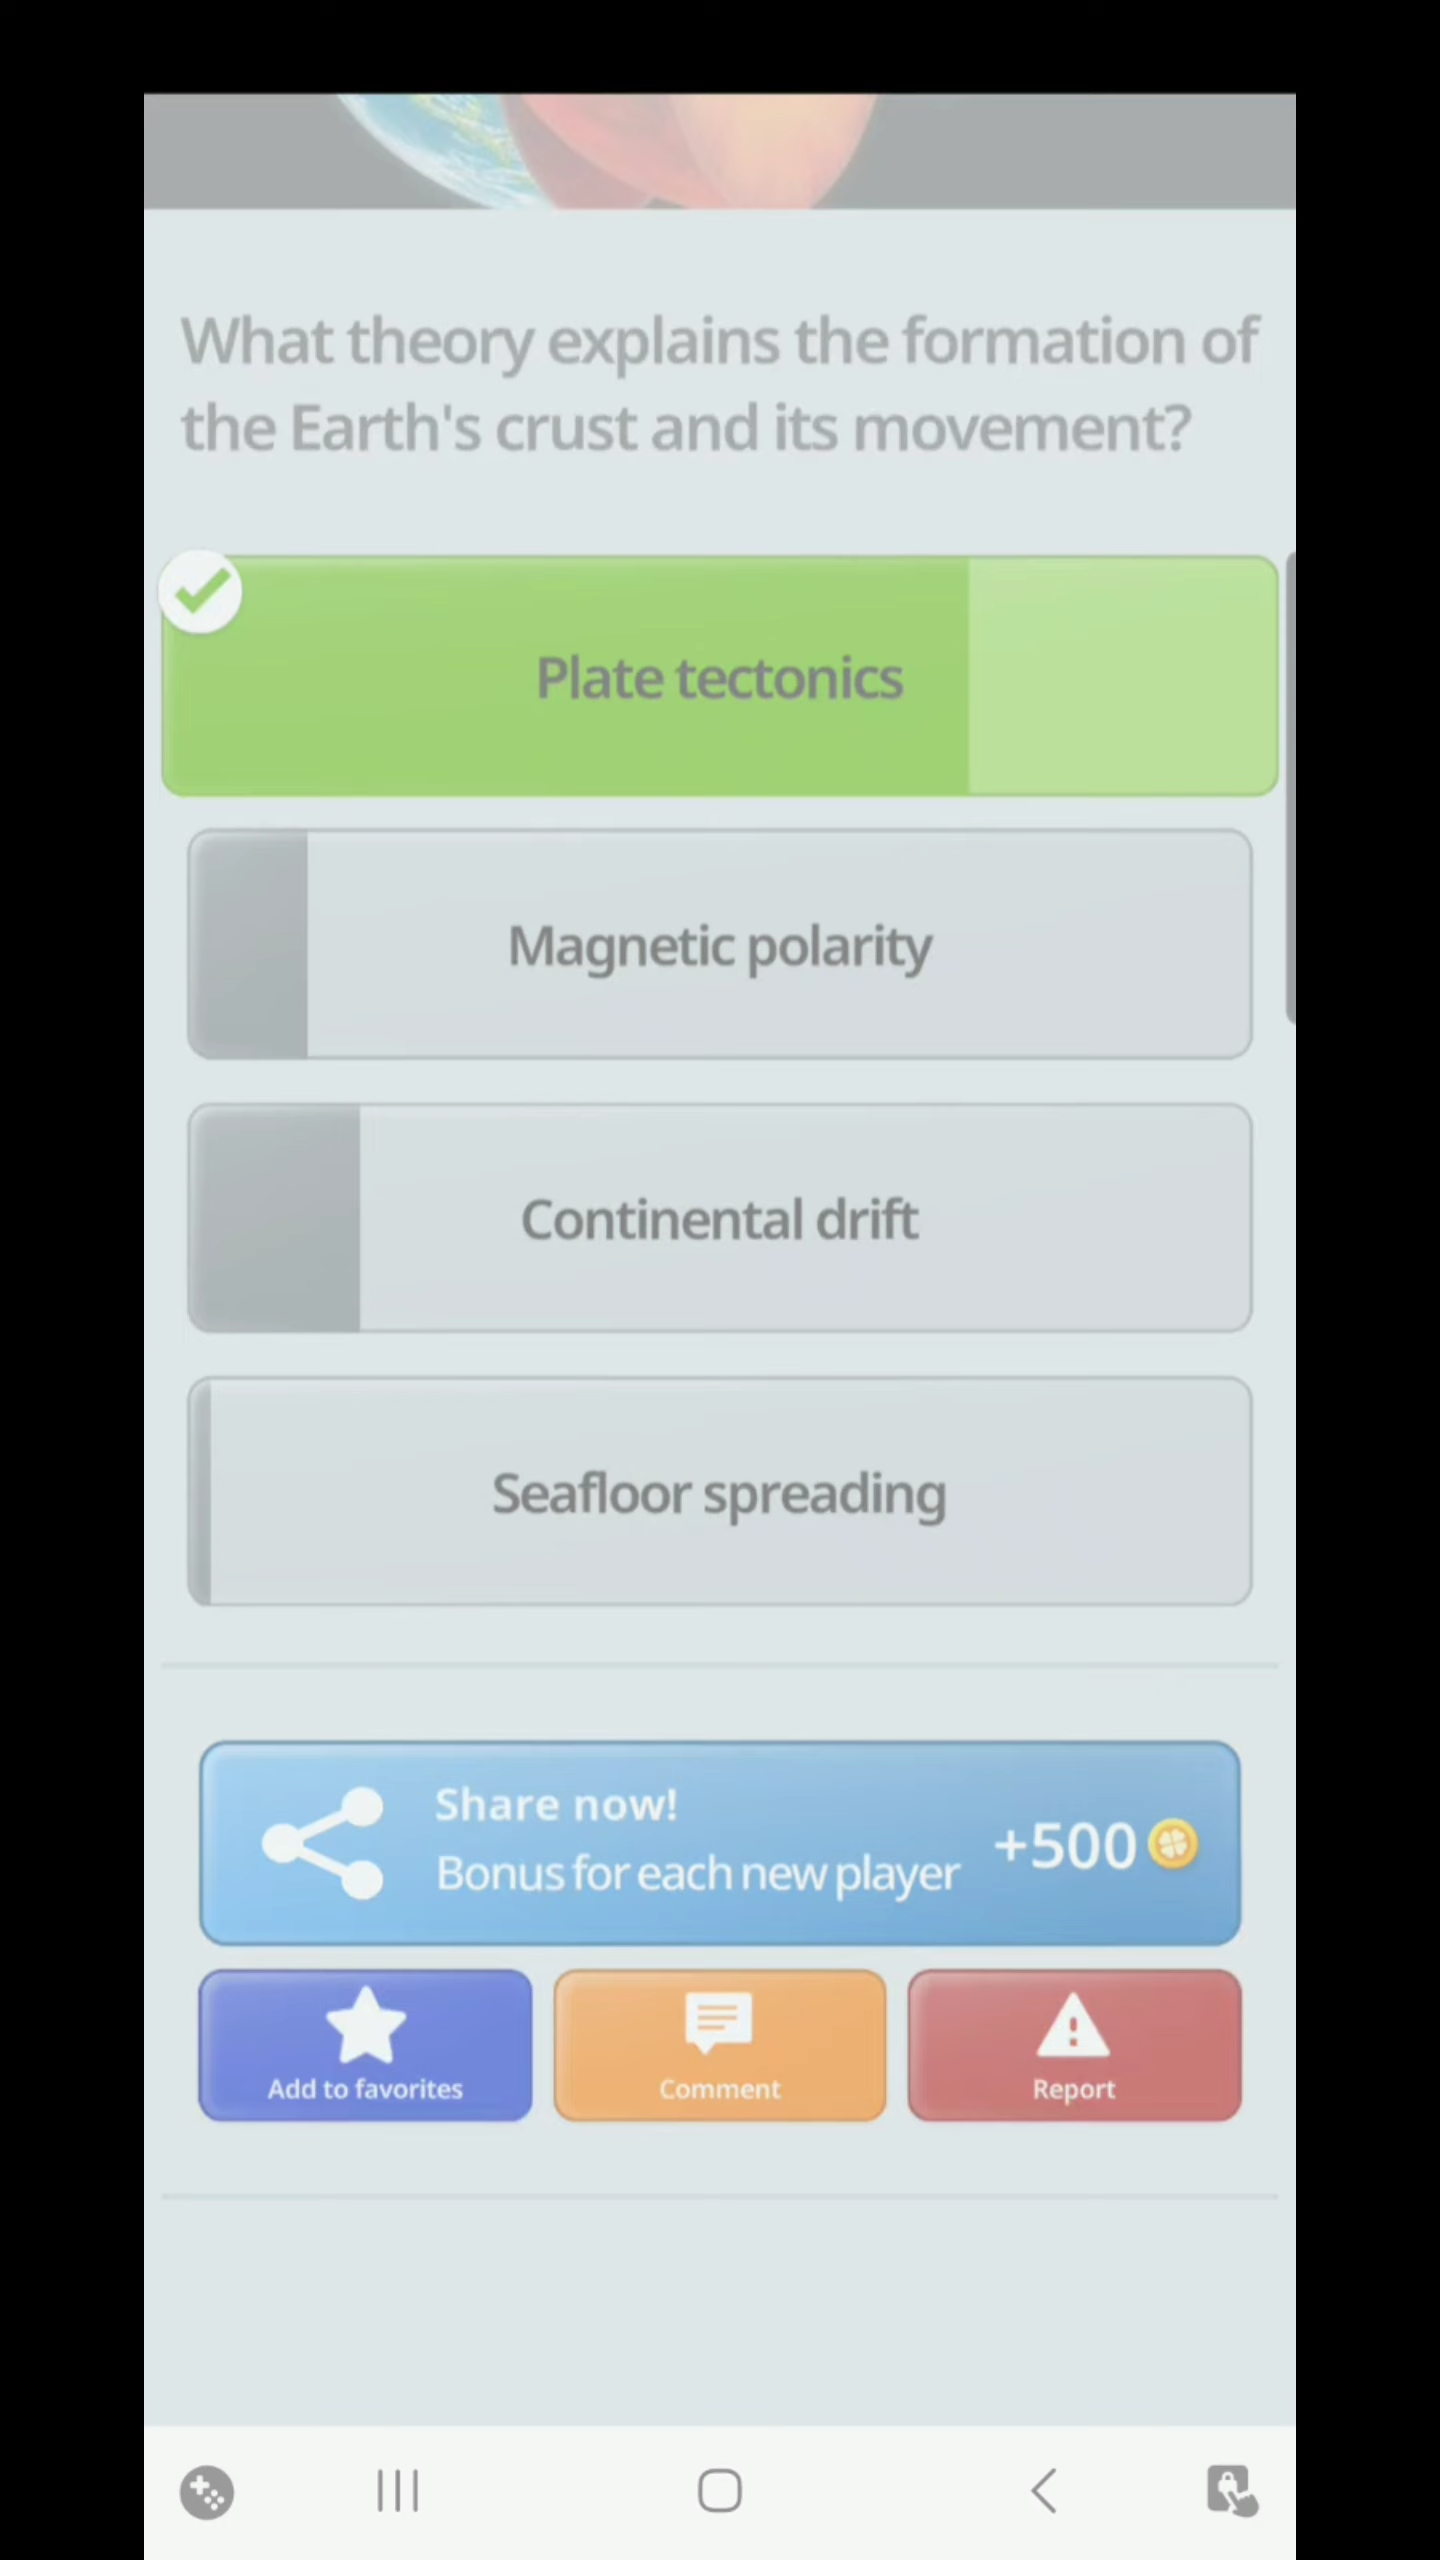 What theory explains the formation of
the Earth's crust and its movement?
Plate tectonics
Magnetic polarity
Continental drift
Seafloor spreading
Share now!
Bonus for each new player
+500
Add to favorites
Comment
Report